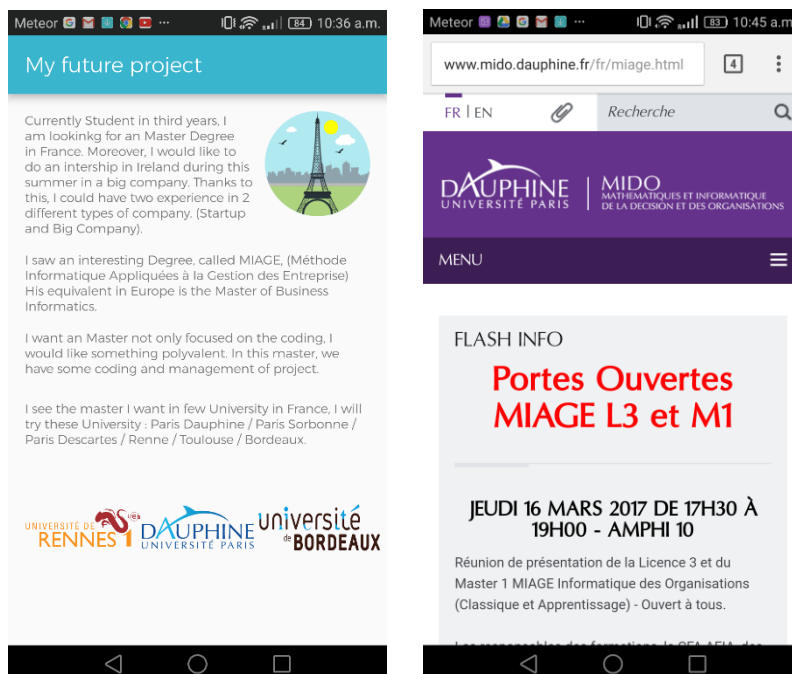 Meteor ··· 84 10:36 a.m.
My future project
Currently Student in third years, I
am lookinkg for an Master Degree
in France. Moreover, I would like to
do an intership in Ireland during this
summer in a big company. Thanks to
this, I could have two experience in 2
different types of company. (Startup
and Big Company).
I saw an interesting Degree, called MIAGE, (Méthode
Informatique Appliquées à la Gestion des Entreprise)
His equivalent in Europe is the Master of Business
Informatics.
I want an Master not only focused on the coding, I
would like something polyvalent. In this master, we
have some coding and management of project.
I see the master I want in few University in France, I will
try these University : Paris Dauphine / Paris Sorbonne /
Paris Descartes / Renne / Toulouse / Bordeaux.
UNIVERSITÉ DE
RENNES 1
DAUPHINE
UNIVERSITÉ PARIS
université
de BORDEAUX
Meteor ··· 83 10:45 a.m
www.mido.dauphine.fr/fr/miage.html 4
FR | EN Recherche
DAUPHINE
UNIVERSITÉ PARIS
MIDO
MATHEMATIQUES ET INFORMATIQUE
DE LA DECISION ET DES ORGANISATIONS
MENU
FLASH INFO
Portes Ouvertes
MIAGE L3 et M1
JEUDI 16 MARS 2017 DE 17H30 À
19H00 - AMPHI 10
Réunion de présentation de la Licence 3 et du
Master 1 MIAGE Informatique des Organisations
(Classique et Apprentissage) - Ouvert à tous.